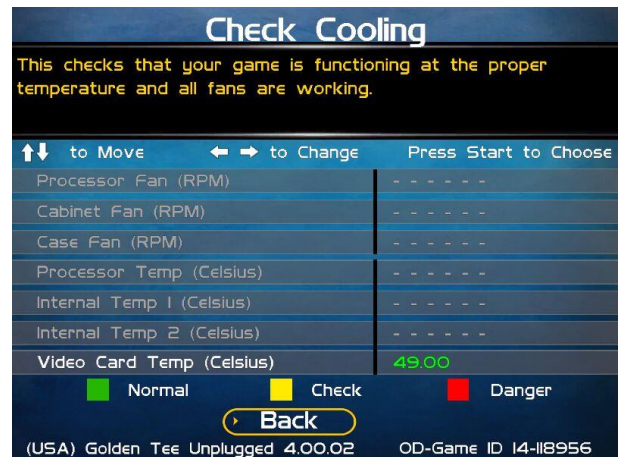 Check Cooling
This checks that your game is functioning at the proper
temperature and all fans are working.
to Move to Change Press Start to Choose
Processor Fan (RPM) - - - - - -
Cabinet Fan (RPM) - - - - - -
Case Fan (RPM) - - - - - -
Processor Temp (Celsius) - - - - - -
Internal Temp 1 (Celsius) - - - - - -
Internal Temp 2 (Celsius) - - - - - -
Video Card Temp (Celsius) 49.00
Normal Check Danger
Back
(USA) Golden Tee Unplugged 4.00.02 OD-Game ID 14-118956